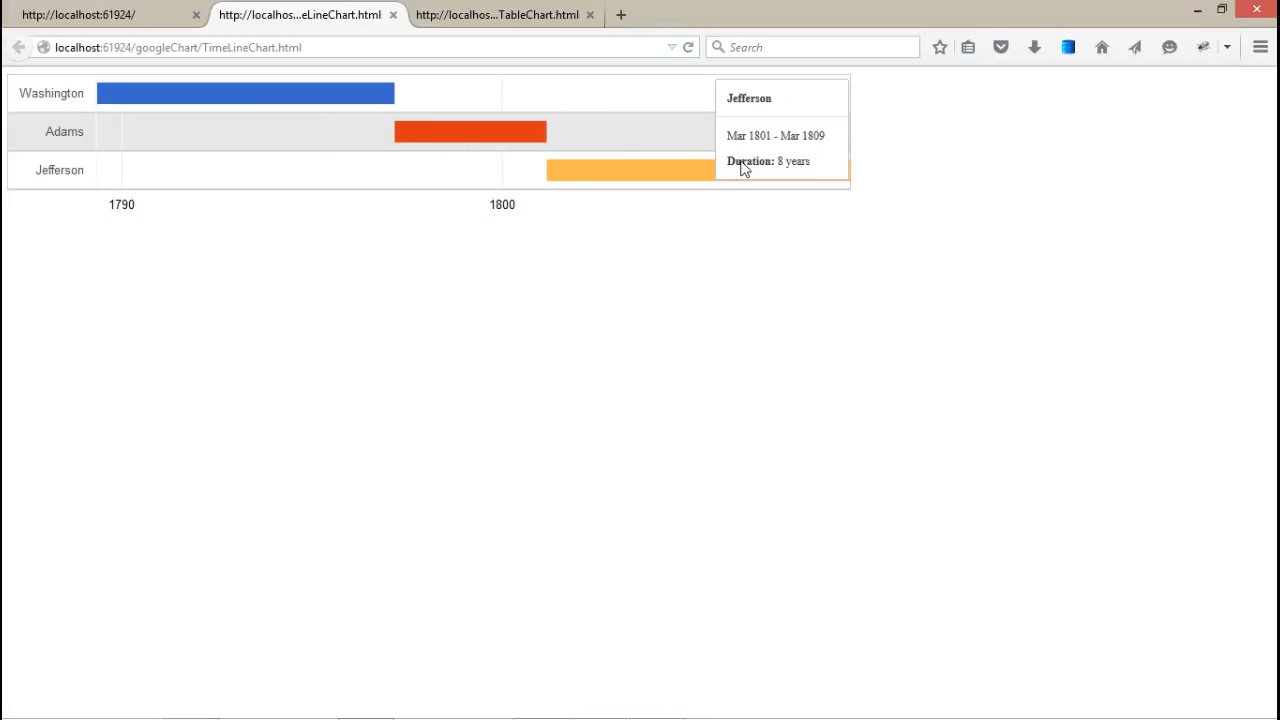 http://localhos:61924/
http://localhos...eLineChart.html
http://localhos...TableChart.html
localhost:61924/googleChart/TimeLineChart.html
Search
Washington
Adams
Jefferson
Jefferson
Mar 1801 - Mar 1809
Duration: 8 years
1790
1800